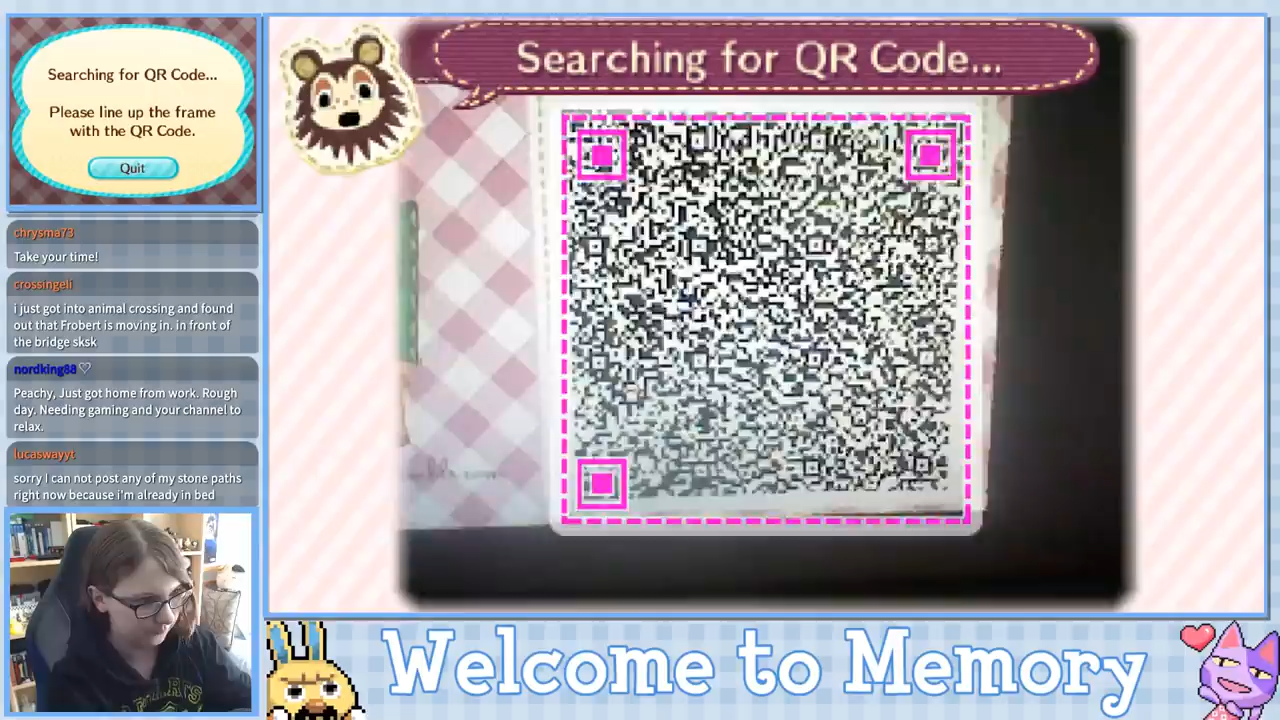 Searching for QR Code...
Please line up the frame
with the QR Code.
Quit
Searching for QR Code...
chrysma73
Take your time!
crossingeli
i just got into animal crossing and found
out that Frobert is moving in. in front of
the bridge sksk
nordking88♡
Peachy, Just got home from work. Rough
day. Needing gaming and your channel to
relax.
lucaswayyt
sorry I can not post any of my stone paths
right now because i'm already in bed
Welcome to Memory